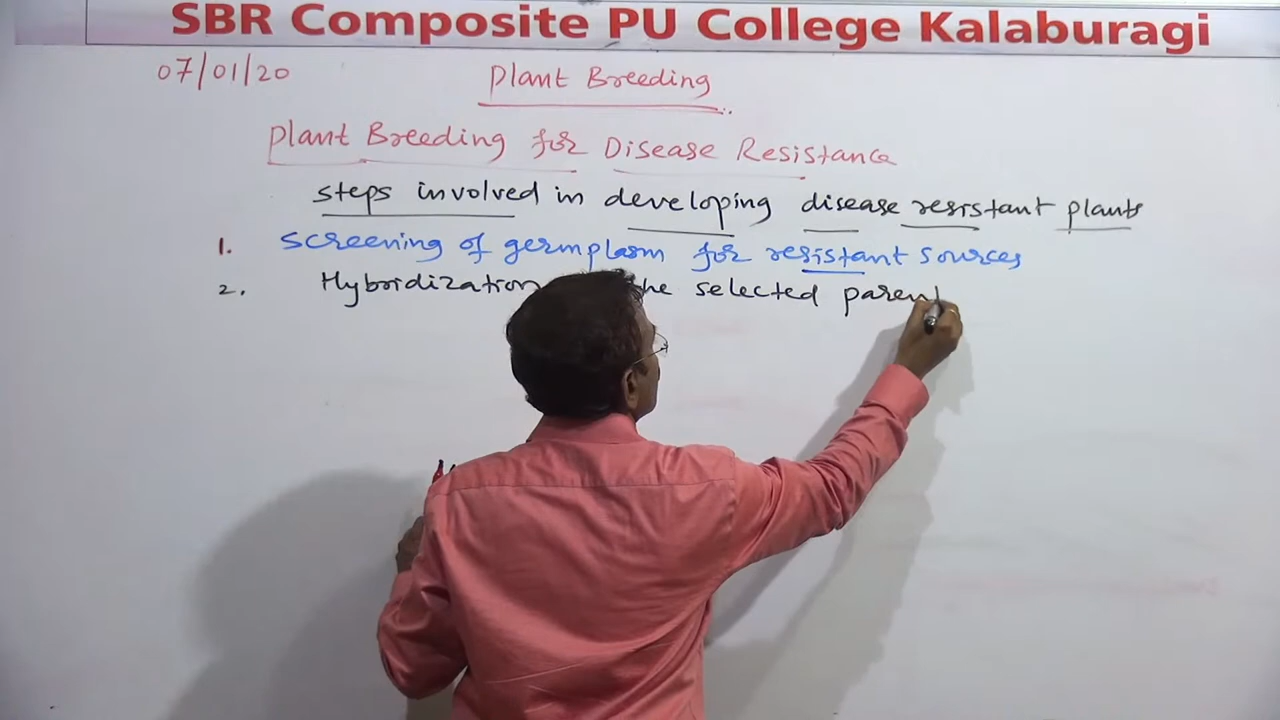 SBR Composite PU College Kalaburagi
07/01/20
Plant Breeding
Plant Breeding for Disease Resistance
steps involved in developing disease resistant plants
1. Screening of germplasm for resistant sources
2. Hybridization the selected parent